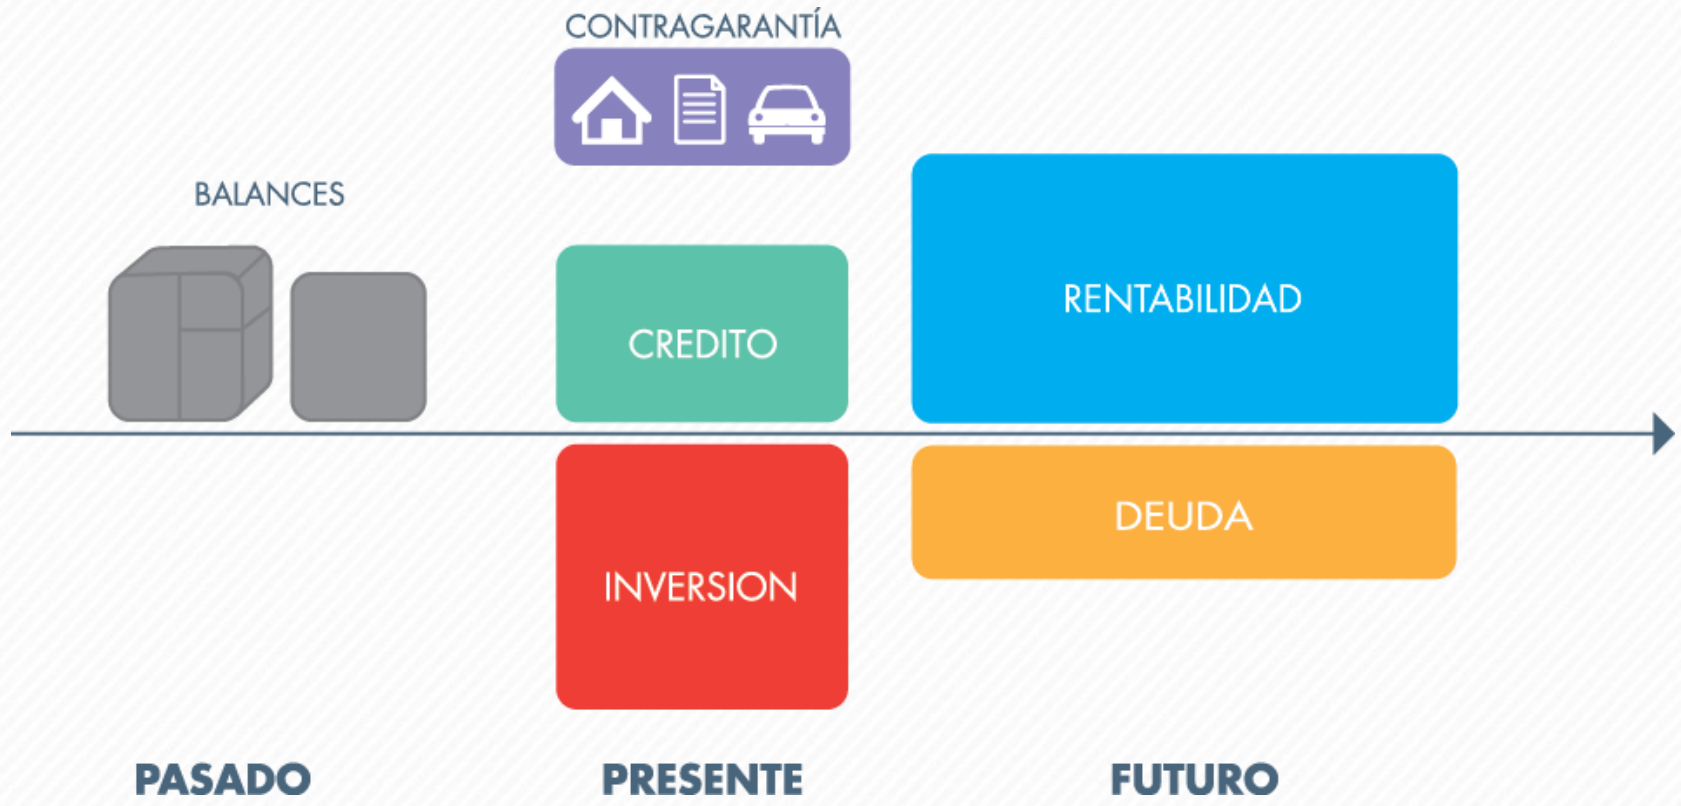 CONTRAGARANTÍA
BALANCES
CREDITO
RENTABILIDAD
INVERSION
DEUDA
PASADO
PRESENTE
FUTURO